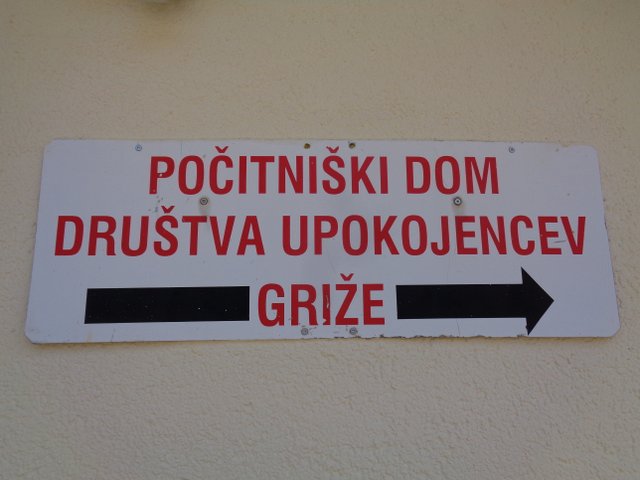 POČITNIŠKI DOM
DRUŠTVA UPOKOJENCEV
GRIŽE